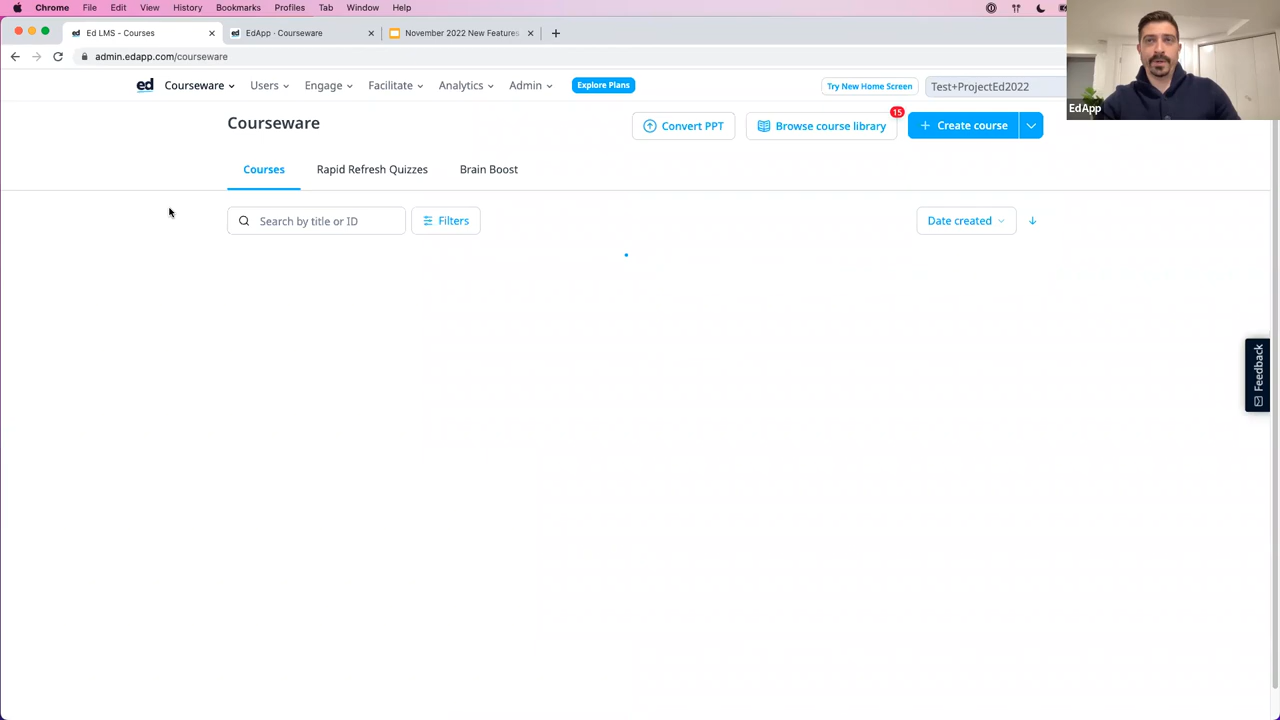 Chrome File Edit View History Bookmarks Profiles Tab Window Help
Ed LMS - Courses EdApp · Courseware November 2022 New Features
admin.edapp.com/courseware
EdApp
ed Courseware Users Engage Facilitate Analytics Admin Explore Plans Try New Home Screen Test+ProjectEd2022
Courseware Convert PPT Browse course library 15 Create course
Courses Rapid Refresh Quizzes Brain Boost
Search by title or ID Filters Date created
Feedback